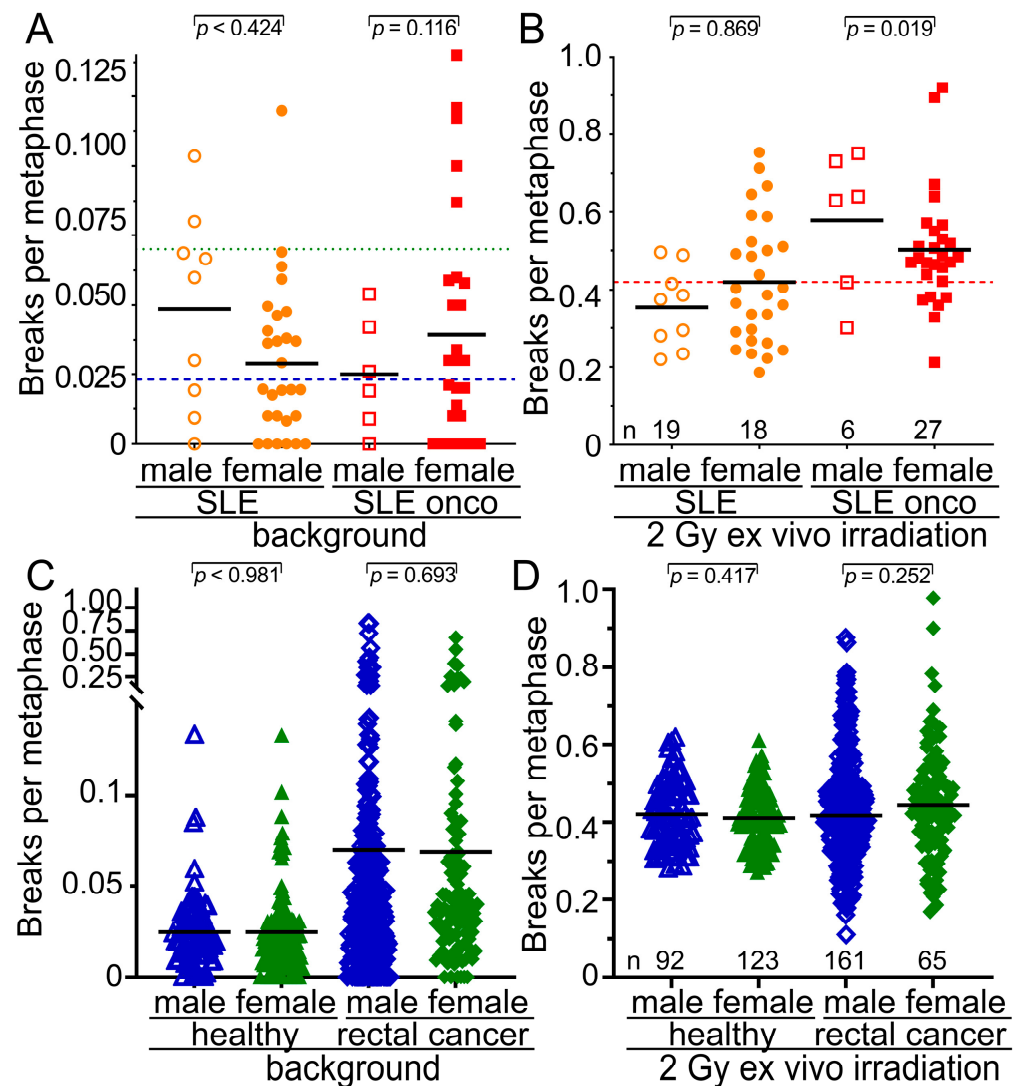 A
p < 0.424
p = 0.116
Breaks per metaphase
0.125
0.100
0.075
0.050
0.025
0
male female male female
SLE SLE onco
background
B
p = 0.869
p = 0.019
Breaks per metaphase
1.0
0.8
0.6
0.4
0.2
0
n 19 18 6 27
male female male female
SLE SLE onco
2 Gy ex vivo irradiation
C
p < 0.981
p = 0.693
Breaks per metaphase
1.00
0.75
0.50
0.25
0.1
0.05
0
male female male female
healthy rectal cancer
background
D
p = 0.417
p = 0.252
Breaks per metaphase
1.0
0.8
0.6
0.4
0.2
0
n 92 123 161 65
male female male female
healthy rectal cancer
2 Gy ex vivo irradiation